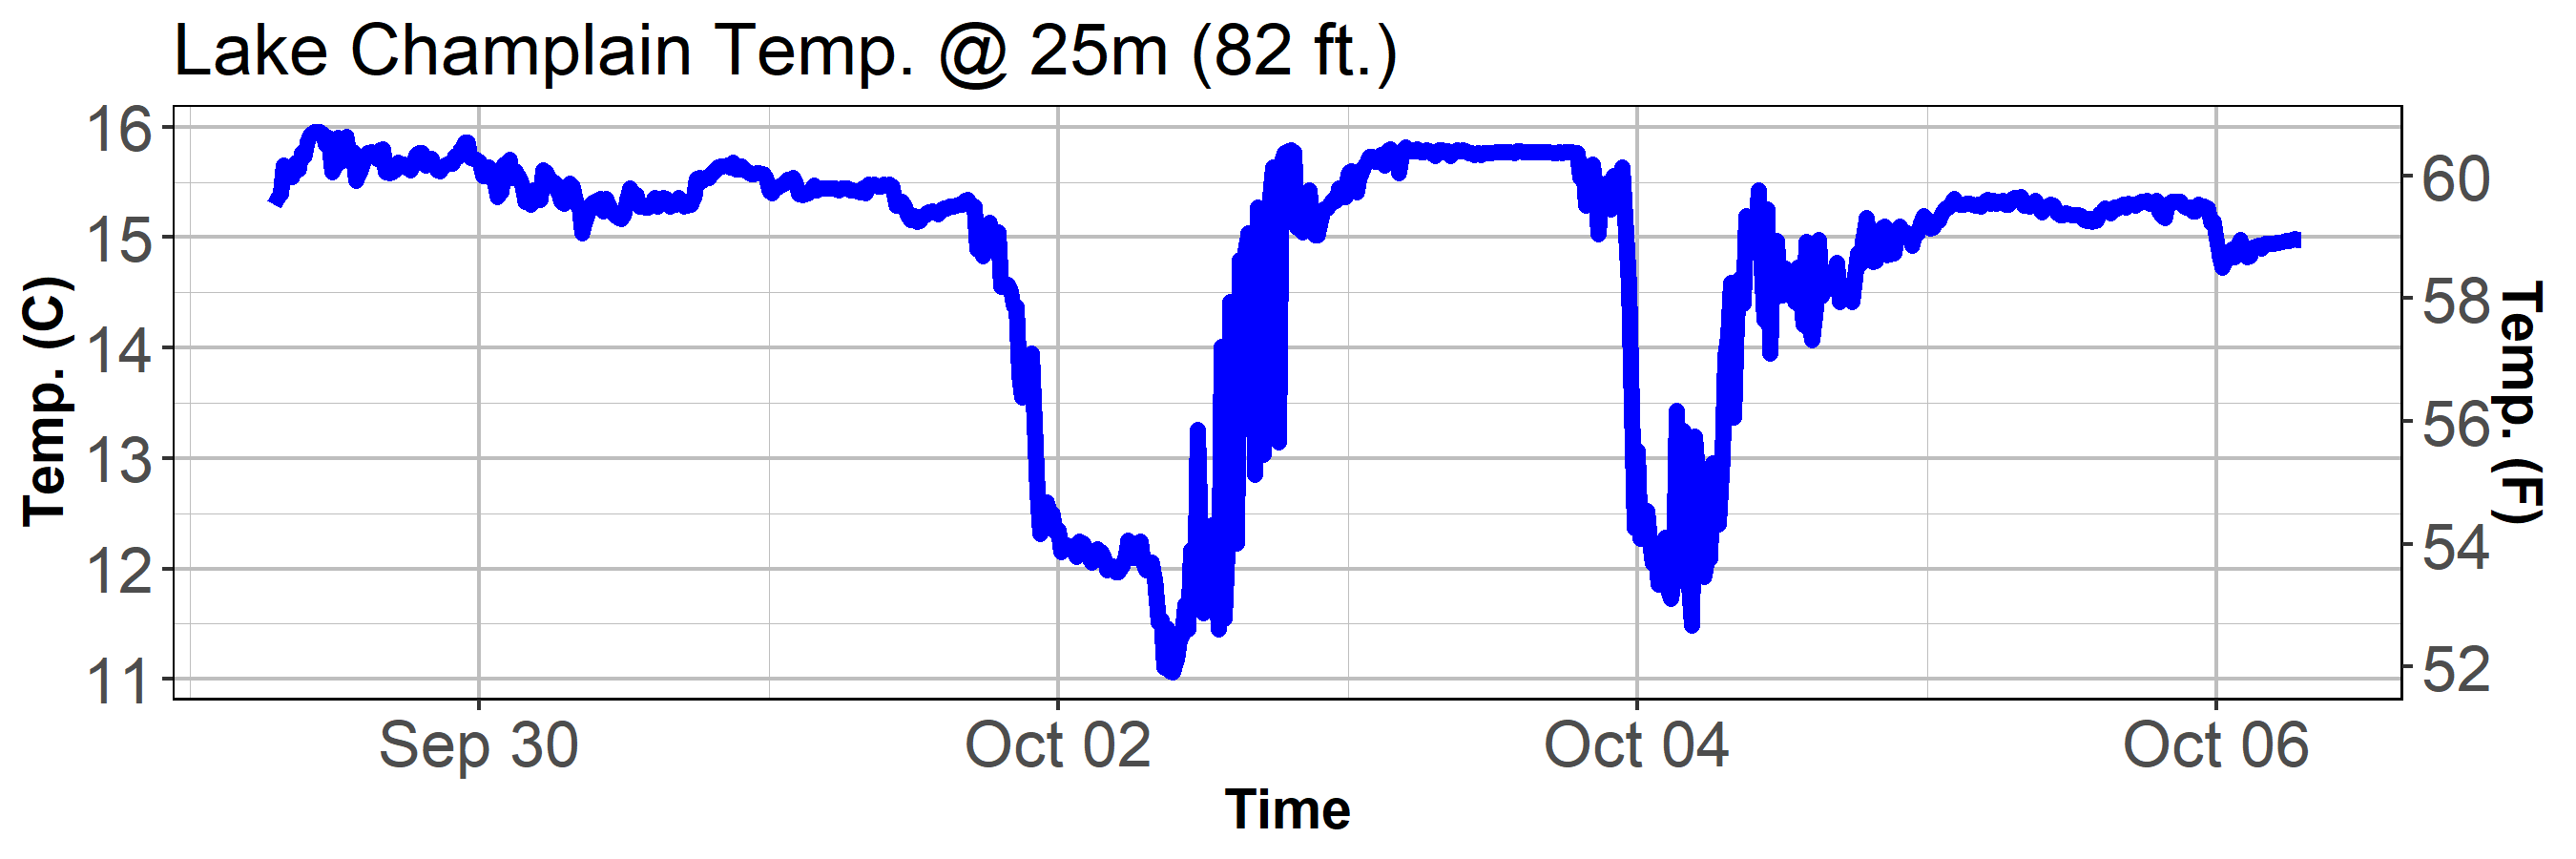 Lake Champlain Temp. @ 25m (82 ft.)
Temp. (C)
16
15
14
13
12
11
60
58
56
54
52
Temp. (F)
Sep 30 Oct 02 Oct 04 Oct 06
Time